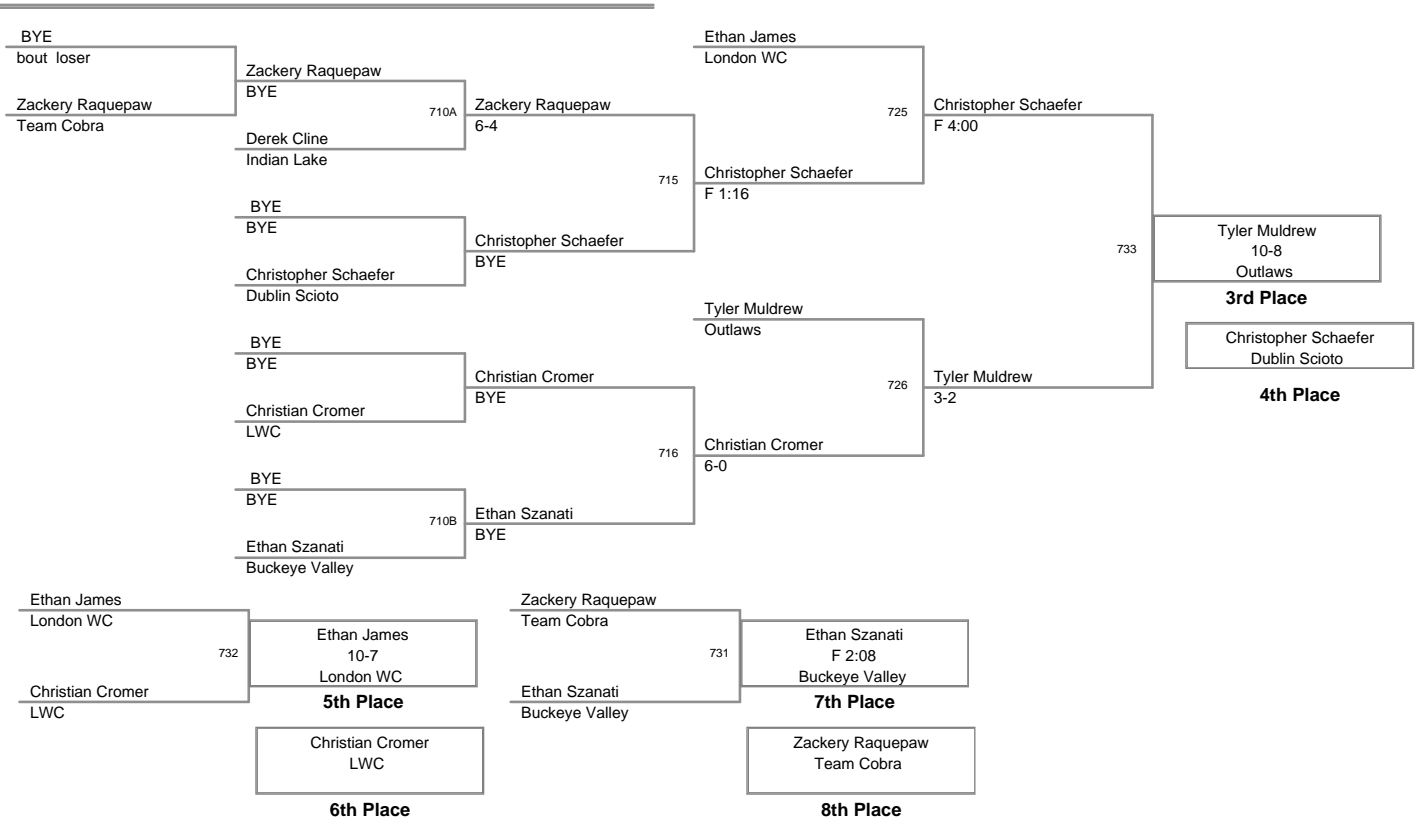 BYE
bout loser
Zackery Raquepaw
Team Cobra
Zackery Raquepaw
BYE
710A
Derek Cline
Indian Lake
BYE
BYE
Christopher Schaefer
Dublin Scioto
BYE
BYE
Christian Cromer
LWC
BYE
BYE
710B
Ethan Szanati
Buckeye Valley
Zackery Raquepaw
6-4
715
Christopher Schaefer
BYE
Christian Cromer
BYE
716
Ethan Szanati
BYE
Ethan James
London WC
725
Christopher Schaefer
F 1:16
Tyler Muldrew
Outlaws
726
Christian Cromer
6-0
Christopher Schaefer
F 4:00
733
Tyler Muldrew
3-2
Tyler Muldrew
10-8
Outlaws
3rd Place
Christopher Schaefer
Dublin Scioto
4th Place
Ethan James
London WC
732
Christian Cromer
LWC
Ethan James
10-7
London WC
5th Place
Christian Cromer
LWC
6th Place
Zackery Raquepaw
Team Cobra
731
Ethan Szanati
Buckeye Valley
Ethan Szanati
F 2:08
Buckeye Valley
7th Place
Zackery Raquepaw
Team Cobra
8th Place